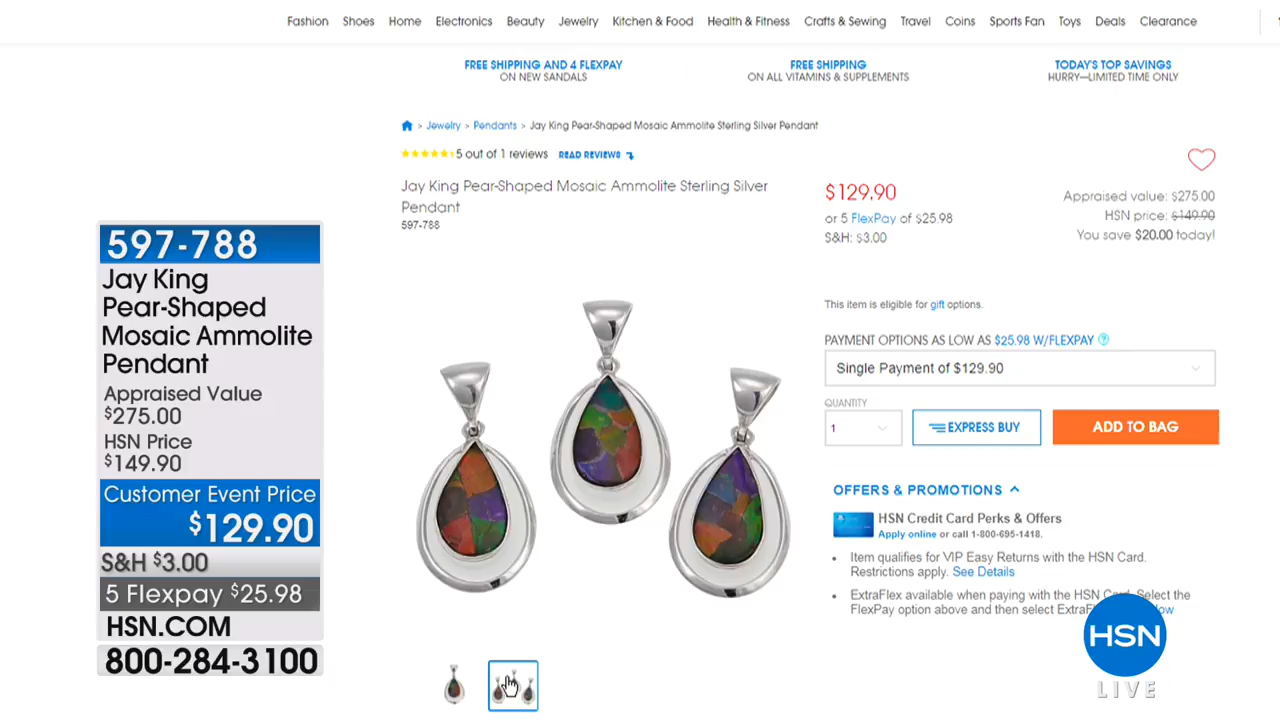 Fashion Shoes Home Electronics Beauty Jewelry Kitchen & Food Health & Fitness Crafts & Sewing Travel Coins Sports Fan Toys Deals Clearance
FREE SHIPPING AND 4 FLEXPAY
ON NEW SANDALS
FREE SHIPPING
ON ALL VITAMINS & SUPPLEMENTS
TODAY'S TOP SAVINGS
HURRY—LIMITED TIME ONLY
> Jewelry > Pendants > Jay King Pear-Shaped Mosaic Ammolite Sterling Silver Pendant
5 out of 1 reviews READ REVIEWS
Jay King Pear-Shaped Mosaic Ammolite Sterling Silver
Pendant
597-788
$129.90
or 5 FlexPay of $25.98
S&H: $3.00
Appraised value: $275.00
HSN price: $149.90
You save $20.00 today!
This item is eligible for gift options.
PAYMENT OPTIONS AS LOW AS $25.98 W/FLEXPAY ?
Single Payment of $129.90
QUANTITY
1
EXPRESS BUY
ADD TO BAG
OFFERS & PROMOTIONS
HSN Credit Card Perks & Offers
Apply online or call 1-800-695-1418.
• Item qualifies for VIP Easy Returns with the HSN Card.
Restrictions apply. See Details
• ExtraFlex available when paying with the HSN Card. Select the
FlexPay option above and then select
597-788
Jay King
Pear-Shaped
Mosaic Ammolite
Pendant
Appraised Value
$275.00
HSN Price
$149.90
Customer Event Price
$129.90
S&H $3.00
5 Flexpay $25.98
HSN.COM
800-284-3100
HSN
LIVE